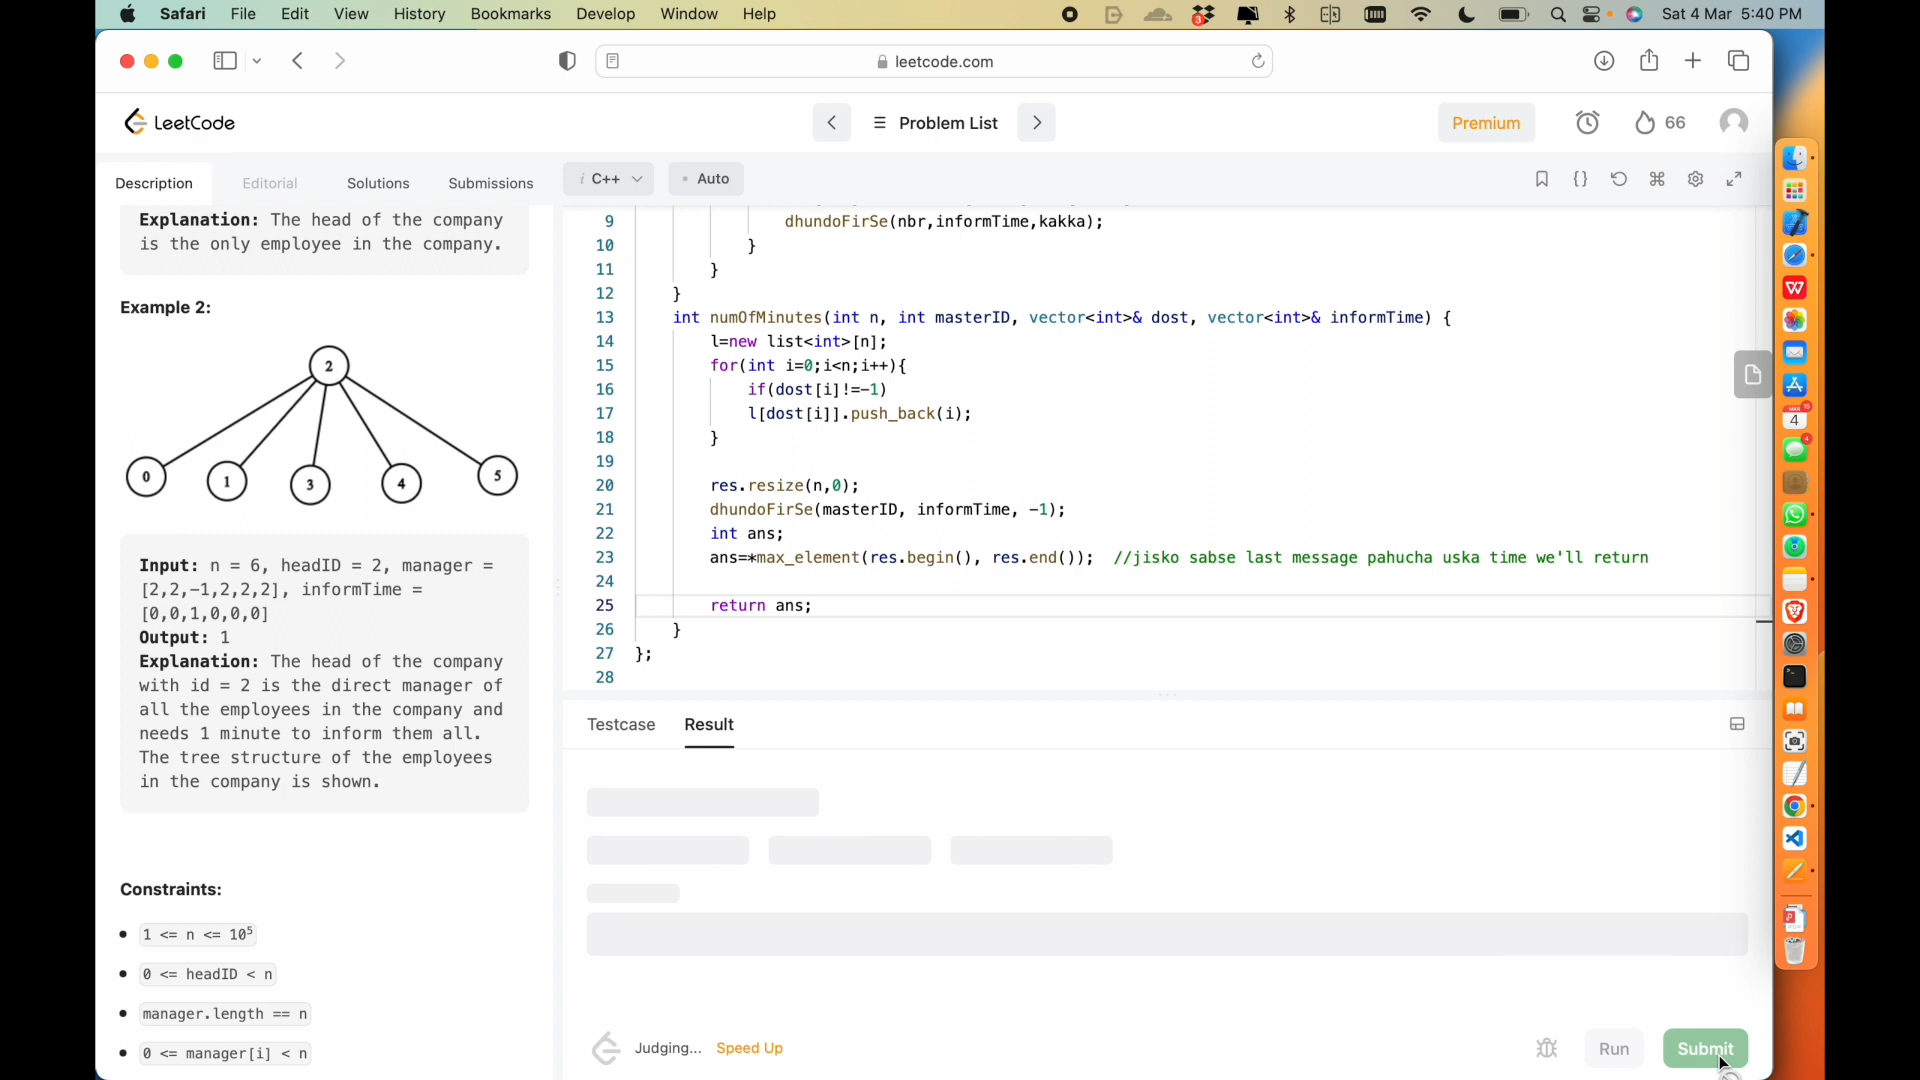 Safari File Edit View History Bookmarks Develop Window Help 3 Sat 4 Mar 5:40 PM
leetcode.com
LeetCode
Problem List
Premium
66
Description Editorial Solutions Submissions
i C++ • Auto
Explanation: The head of the company
is the only employee in the company.
Example 2:
2
0 1 3 4 5
Input: n = 6, headID = 2, manager =
[2,2,-1,2,2,2], informTime =
[0,0,1,0,0,0]
Output: 1
Explanation: The head of the company
with id = 2 is the direct manager of
all the employees in the company and
needs 1 minute to inform them all.
The tree structure of the employees
in the company is shown.
Constraints:
• 1 <= n <= 10⁵
• 0 <= headID < n
• manager.length == n
• 0 <= manager[i] < n
9 dhundoFirSe(nbr,informTime,kakka);
10 }
11 }
12 }
13 int numOfMinutes(int n, int masterID, vector<int>& dost, vector<int>& informTime) {
14 l=new list<int>[n];
15 for(int i=0;i<n;i++){
16 if(dost[i]!=-1)
17 l[dost[i]].push_back(i);
18 }
19
20 res.resize(n,0);
21 dhundoFirSe(masterID, informTime, -1);
22 int ans;
23 ans=*max_element(res.begin(), res.end()); //jisko sabse last message pahucha uska time we'll return
24
25 return ans;
26 }
27 };
28
Testcase Result
Judging... Speed Up
Run Submit